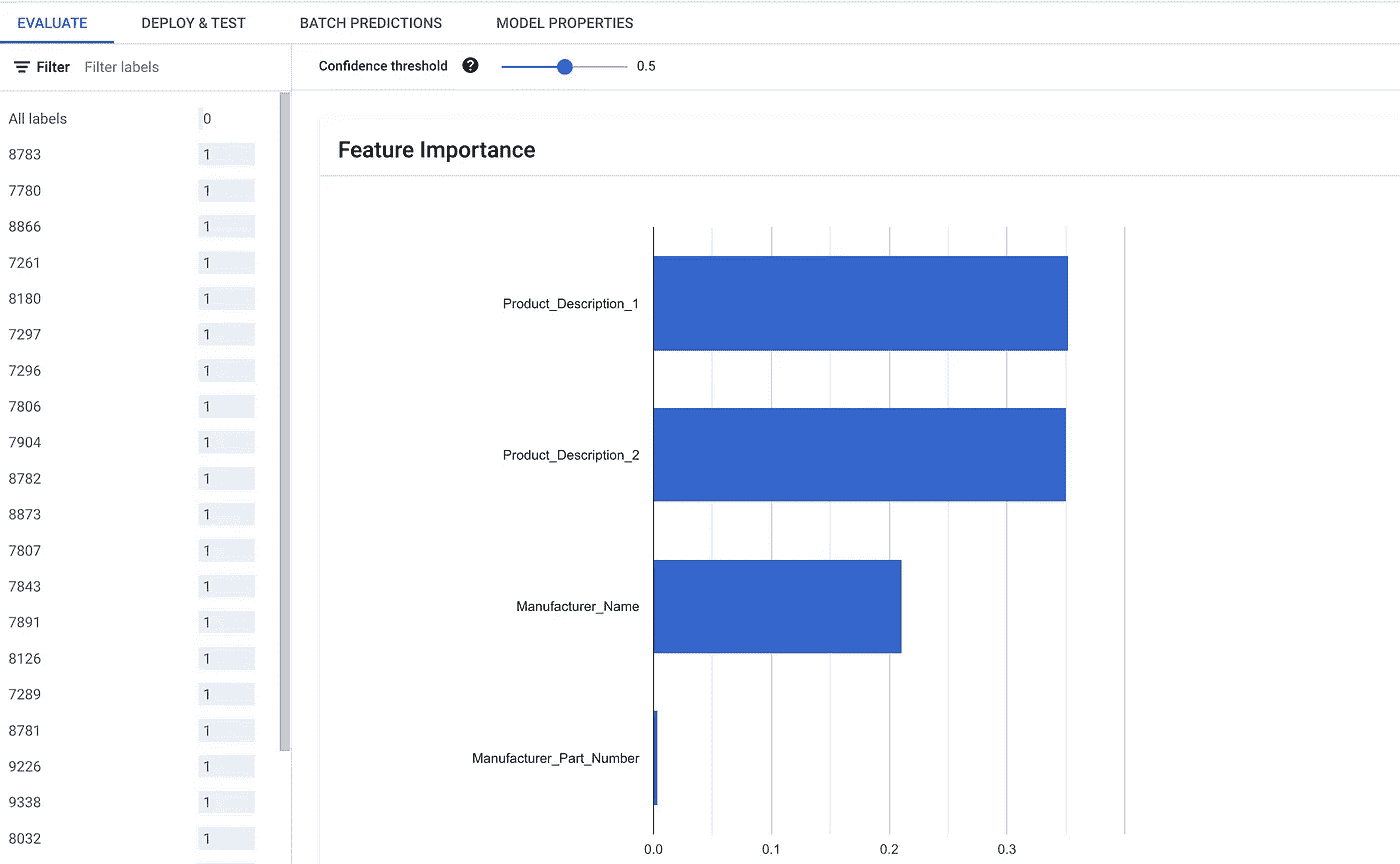 EVALUATE DEPLOY & TEST BATCH PREDICTIONS MODEL PROPERTIES
Filter Filter labels
Confidence threshold ? 0.5
All labels 0
8783 1
7780 1
8866 1
7261 1
8180 1
7297 1
7296 1
7806 1
7904 1
8782 1
8873 1
7807 1
7843 1
7891 1
8126 1
7289 1
8781 1
9226 1
9338 1
8032 1
Feature Importance
Product_Description_1
Product_Description_2
Manufacturer_Name
Manufacturer_Part_Number
0.0 0.1 0.2 0.3